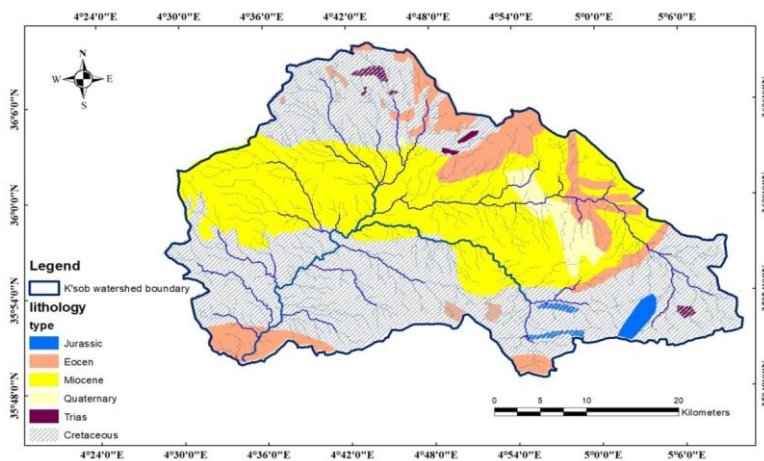 4°24'0"E 4°30'0"E 4°36'0"E 4°42'0"E 4°48'0"E 4°54'0"E 5°0'0"E 5°6'0"E
N
W E
S
36°6'0"N
36°0'0"N
35°54'0"N
35°48'0"N
Legend
K'sob watershed boundary
lithology
type
Jurassic
Eocen
Miocene
Quaternary
Trias
Cretaceous
0 5 10 15 20
Kilometers
4°24'0"E 4°30'0"E 4°36'0"E 4°42'0"E 4°48'0"E 4°54'0"E 5°0'0"E 5°6'0"E